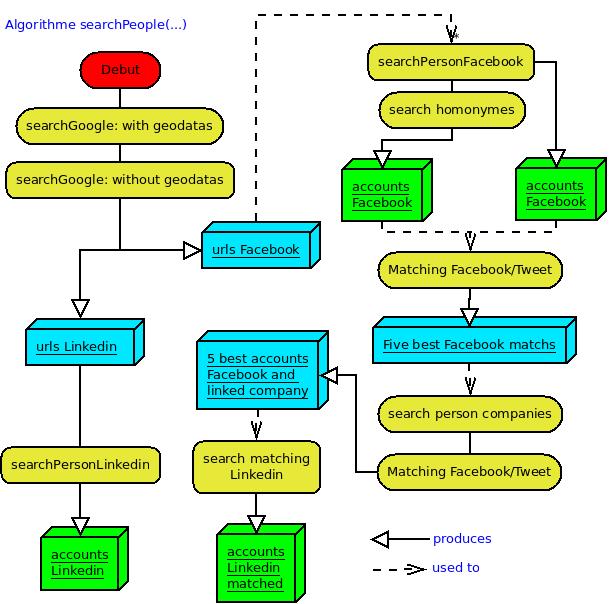 Algorithme searchPeople(...)
Debut
searchGoogle: with geodatas
searchGoogle: without geodatas
urls Facebook
urls Linkedin
searchPersonLinkedin
accounts
Linkedin
*
searchPersonFacebook
search homonymes
accounts
Facebook
accounts
Facebook
Matching Facebook/Tweet
Five best Facebook matchs
search person companies
Matching Facebook/Tweet
5 best accounts
Facebook and
linked company
search matching
Linkedin
accounts
Linkedin
matched
produces
used to